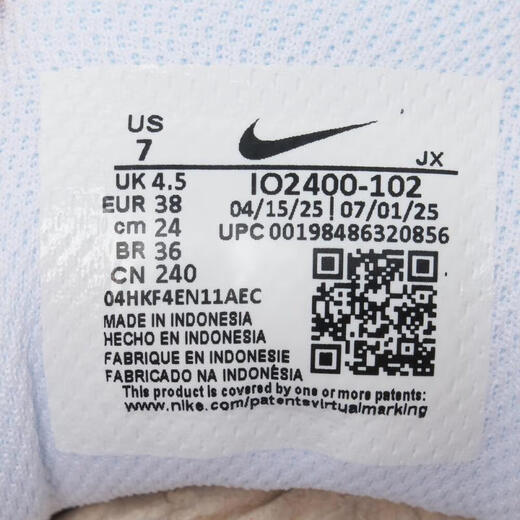 US
7
JX
UK 4.5
EUR 38
cm 24
BR 36
CN 240
IO2400-102
04/15/25 | 07/01/25
UPC 00198486320856
04HKF4EN11AEC
MADE IN INDONESIA
HECHO EN INDONESIA
FABRIQUE EN INDONESIE
FABRICADO NA INDONÉSIA
This product is covered by one or more patents:
www.nike.com/patentsvirtualmarking